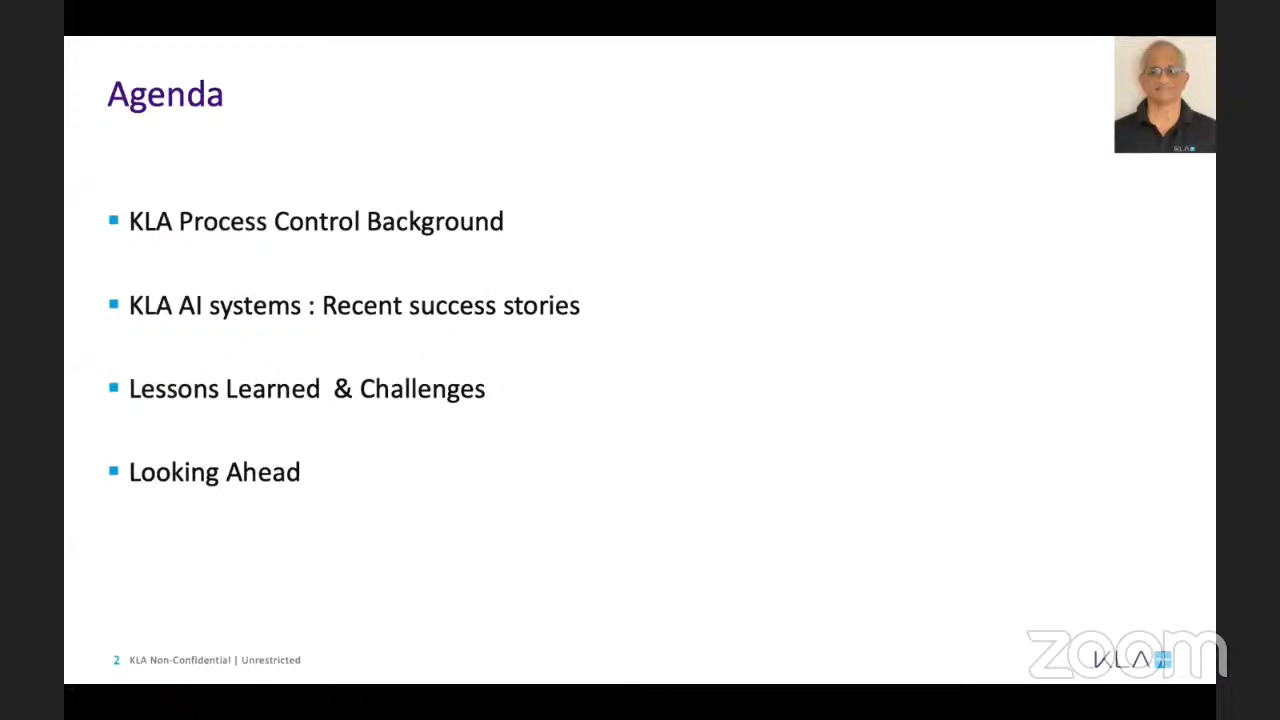 Agenda
KLA
KLA Process Control Background
KLA AI systems : Recent success stories
Lessons Learned  & Challenges
Looking Ahead
2 KLA Non-Confidential | Unrestricted
KLA
zoom